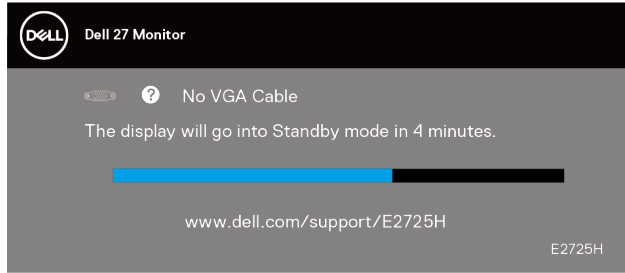 DELL
Dell 27 Monitor
? No VGA Cable
The display will go into Standby mode in 4 minutes.
www.dell.com/support/E2725H
E2725H